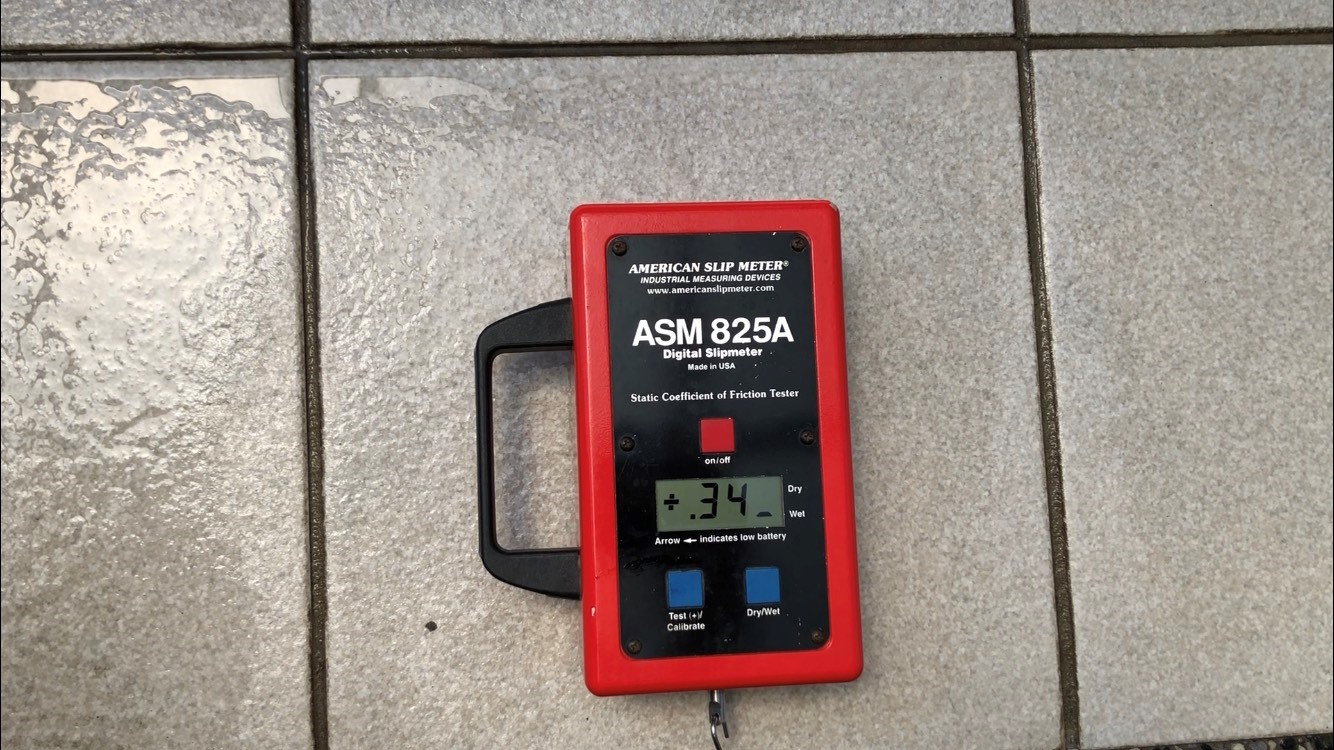 AMERICAN SLIP METER®
INDUSTRIAL MEASURING DEVICES
www.americanslipmeter.com
ASM 825A
Digital Slipmeter
Made in USA
Static Coefficient of Friction Tester
on/off
+ .34 _
Dry
Wet
Arrow ← indicates low battery
Test (+)/
Calibrate
Dry/Wet